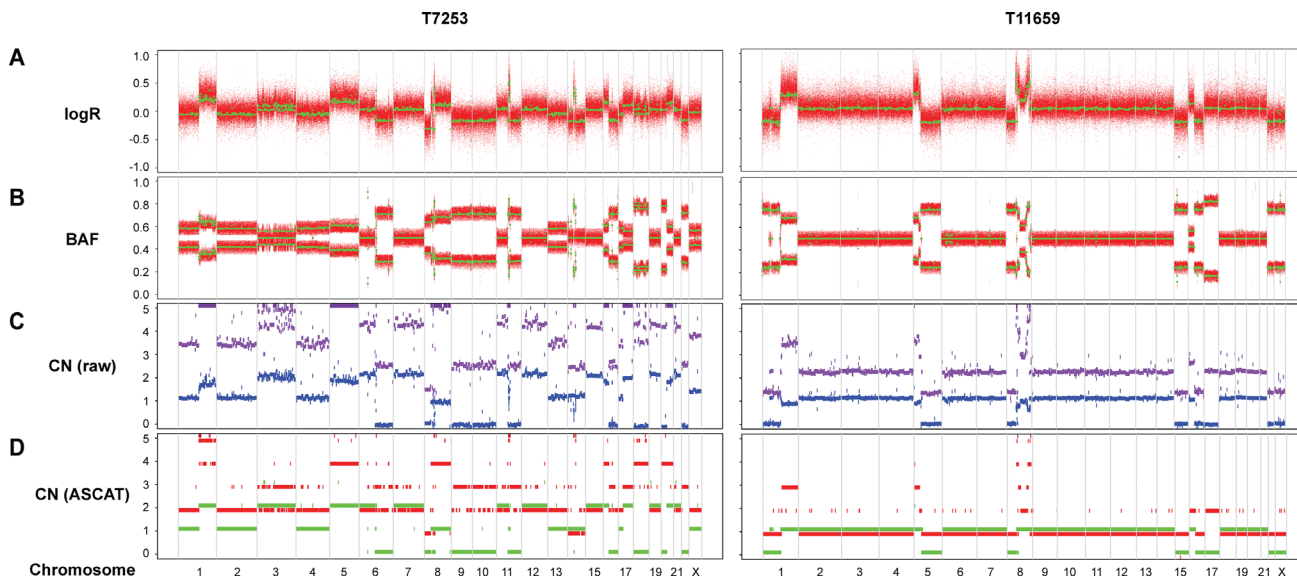 T7253 T11659
A
logR
1.0 0.5 0.0 -0.5 -1.0
B
BAF
1.0 0.8 0.6 0.4 0.2 0.0
C
CN (raw)
5 4 3 2 1 0
D
CN (ASCAT)
5 4 3 2 1 0
Chromosome 1 2 3 4 5 6 7 8 9 10 11 13 15 17 19 21 X 1 2 3 4 5 6 7 8 9 10 11 13 15 17 19 21 X